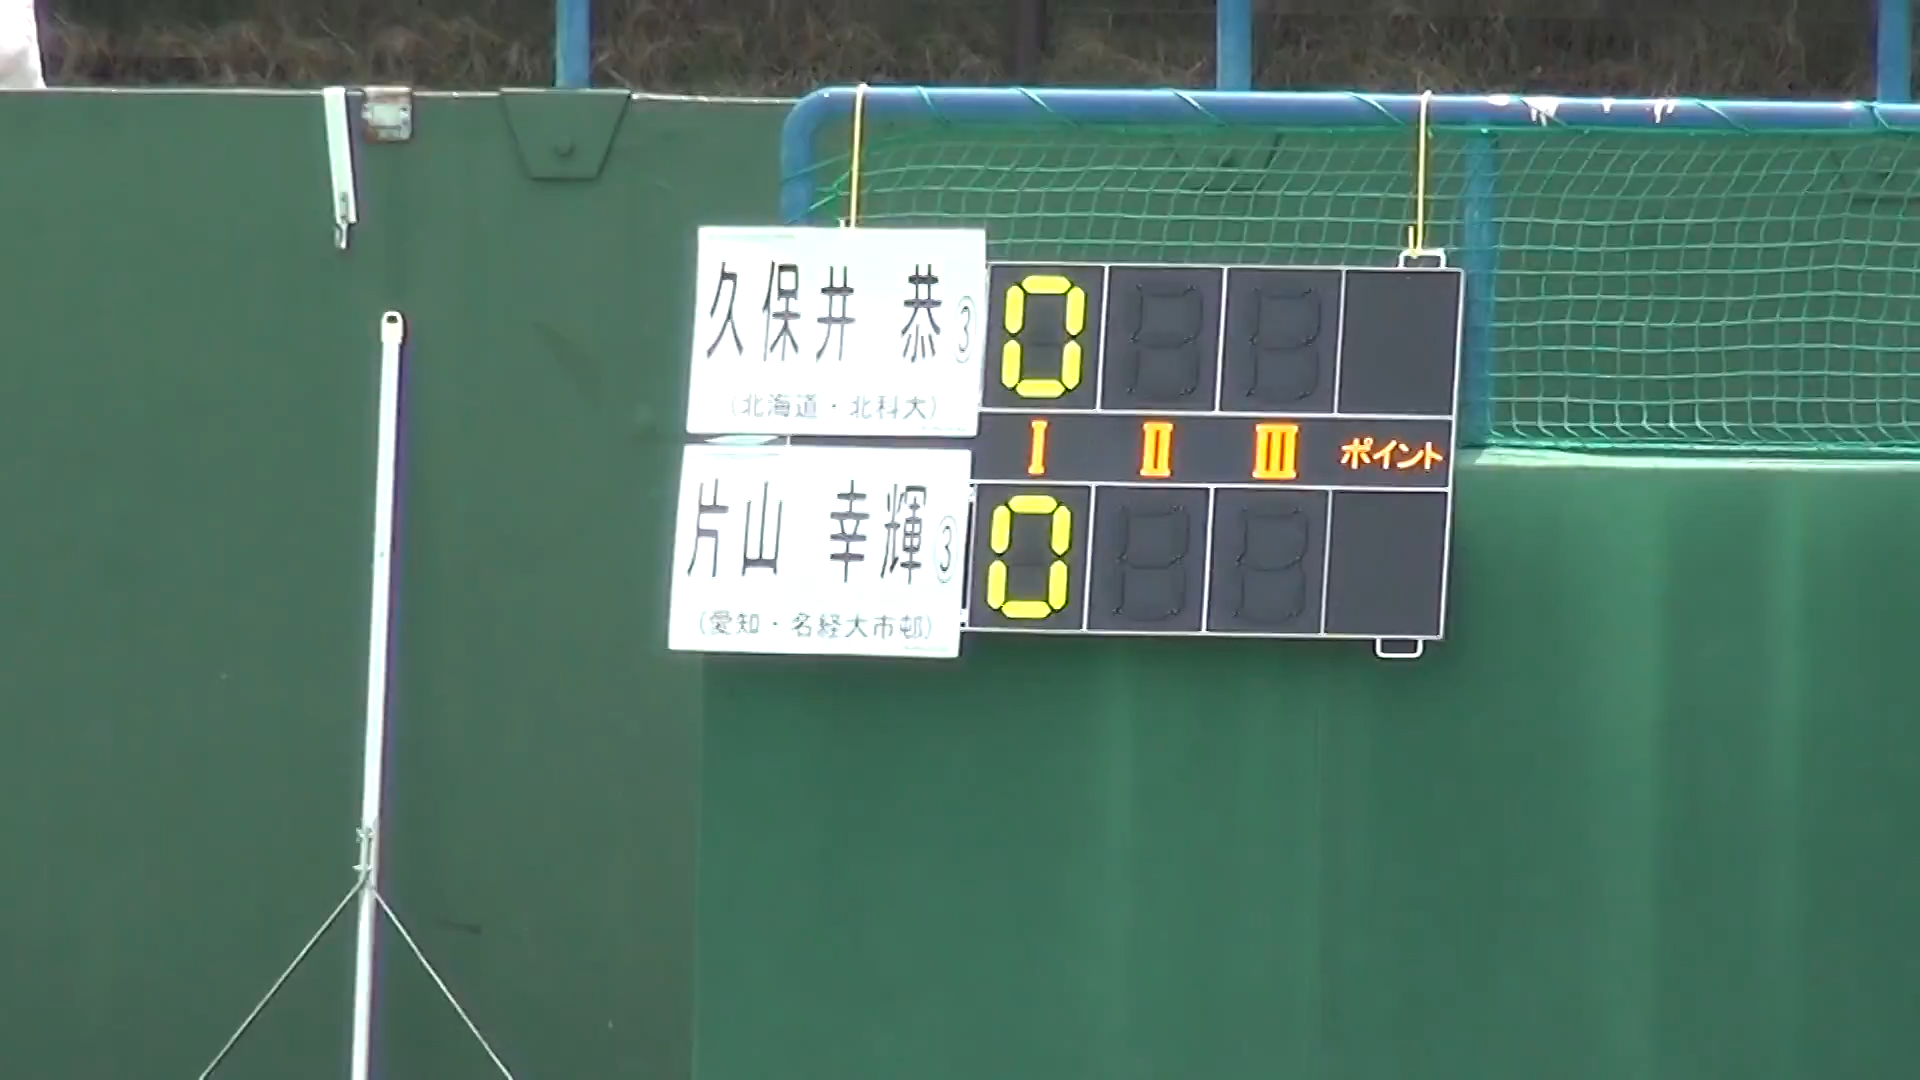 久保井 恭 ③ 0
(北海道・北科大)
Ⅰ Ⅱ Ⅲ ポイント
片山 幸輝 ③ 0
(愛知・名経大市邨)